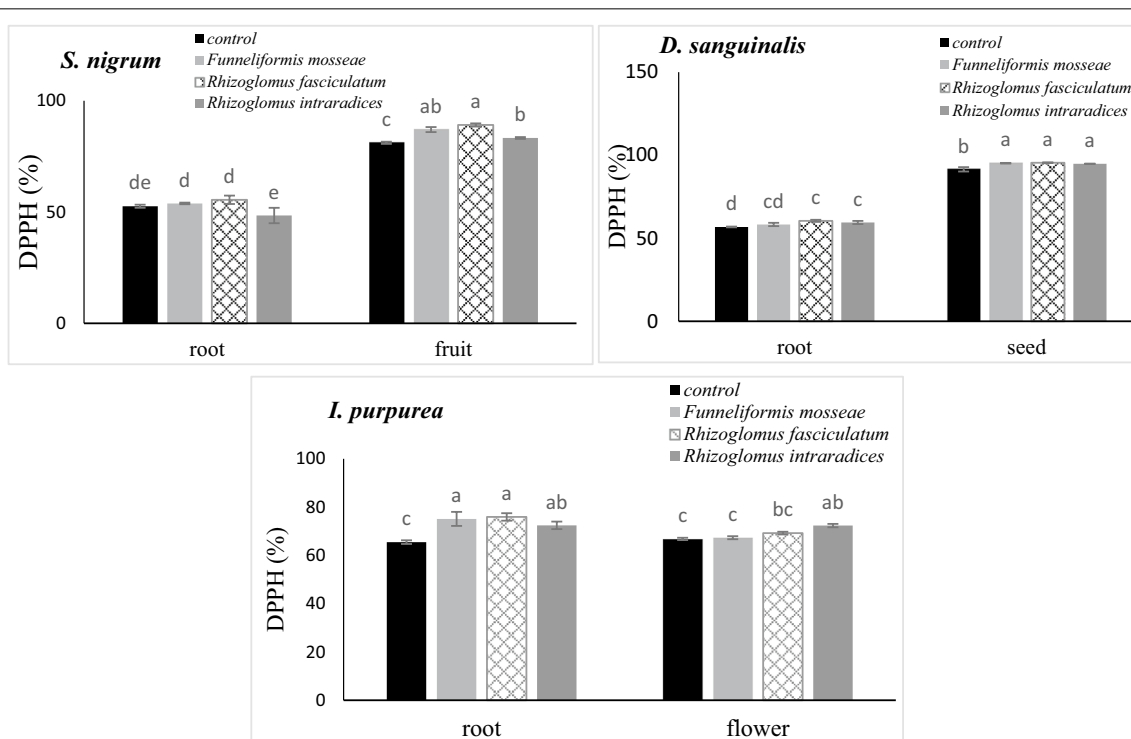 S. nigrum
control
Funneliformis mosseae
Rhizoglomus fasciculatum
Rhizoglomus intraradices
DPPH (%)
100
50
0
de d d e
c ab a b
root fruit
D. sanguinalis
control
Funneliformis mosseae
Rhizoglomus fasciculatum
Rhizoglomus intraradices
DPPH (%)
150
100
50
0
d cd c c
b a a a
root seed
I. purpurea
control
Funneliformis mosseae
Rhizoglomus fasciculatum
Rhizoglomus intraradices
DPPH (%)
100
80
60
40
20
0
c a a ab
c c bc ab
root flower